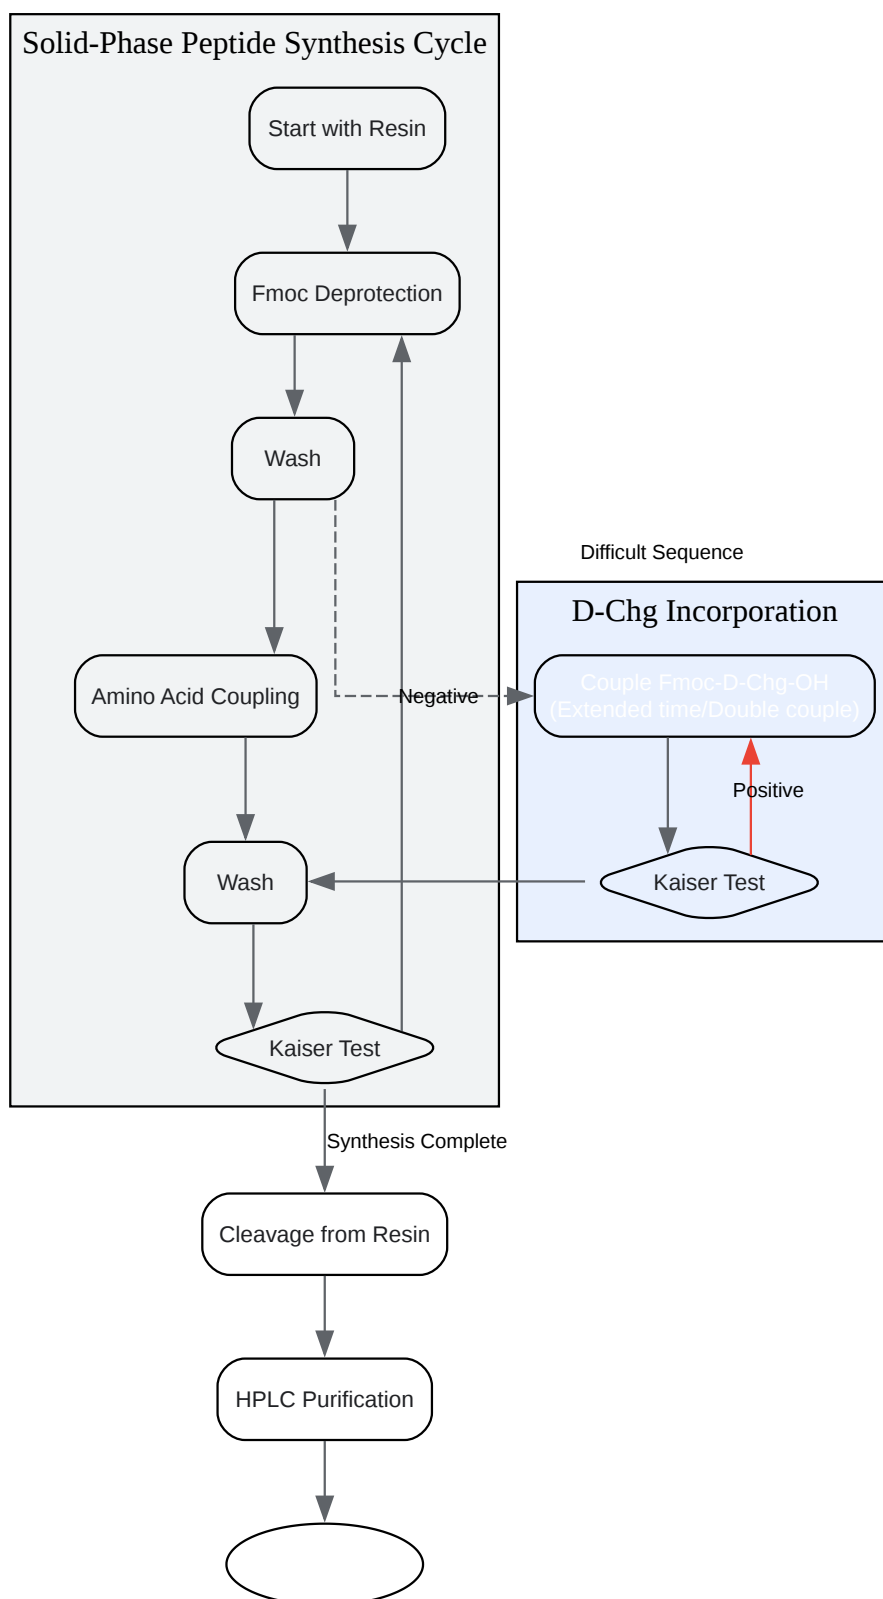 Solid-Phase Peptide Synthesis Cycle
Start with Resin
Fmoc Deprotection
Wash
Difficult Sequence
D-Chg Incorporation
Amino Acid Coupling
Negative
Couple Fmoc-D-Chg-OH
(Extended time/Double couple)
Positive
Wash
Kaiser Test
Kaiser Test
Synthesis Complete
Cleavage from Resin
HPLC Purification